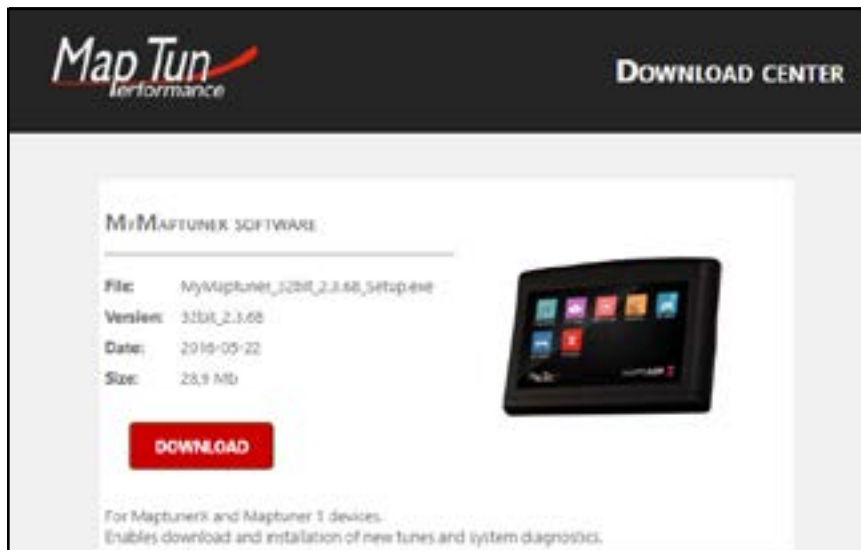 Map Tun
Performance
DOWNLOAD CENTER
MYMAPTUNER SOFTWARE
File: MyMaptuner_32bit_2.3.68_Setup.exe
Version: 32bit_2.3.68
Date: 2016-05-22
Size: 28,9 Mb
DOWNLOAD
For MaptunerX and Maptuner 1 devices.
Enables download and installation of new tunes and system diagnostics.